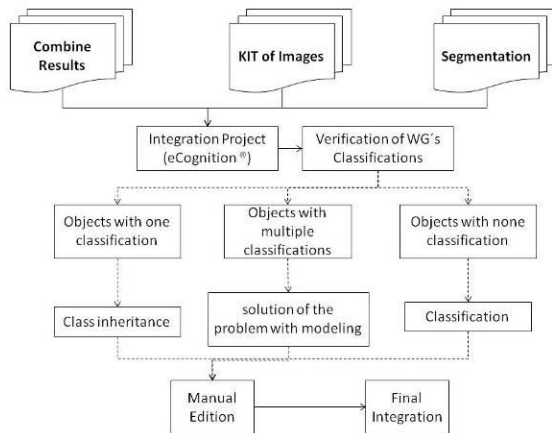 Combine
Results
KIT of Images
Segmentation
Integration Project
(eCognition ®)
Verification of WG´s
Classifications
Objects with one
classification
Objects with
multiple
classifications
Objects with none
classification
Class inheritance
solution of the
problem with modeling
Classification
Manual
Edition
Final
Integration